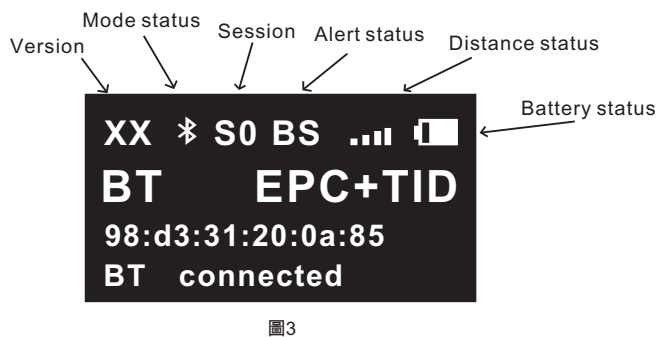 Mode status
Session
Alert status
Distance status
Version
Battery status
XX S0 BS
BT EPC+TID
98:d3:31:20:0a:85
BT connected
圖3